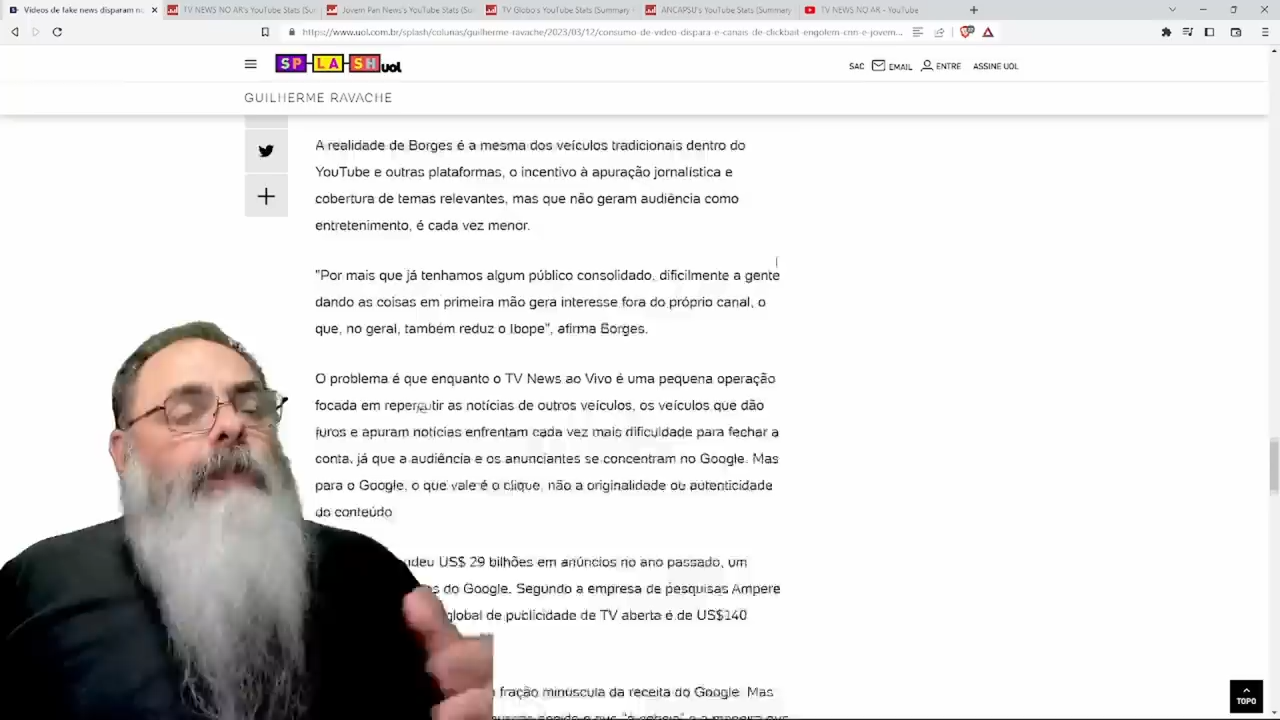 Vídeos de fake news disparam no
TV NEWS NO AR's YouTube Stats (Sum
Jovem Pan News's YouTube Stats (Su
TV Globo's YouTube Stats (Summary
ANCAPSU's YouTube Stats (Summary
TV NEWS NO AR - YouTube
https://www.uol.com.br/splash/colunas/guilherme-ravache/2023/03/12/consumo-de-video-dispara-e-canais-de-clickbait-engolem-cnn-e-jovem...
SPLASH uol
SAC EMAIL ENTRE ASSINE UOL
GUILHERME RAVACHE
A realidade de Borges é a mesma dos veículos tradicionais dentro do
YouTube e outras plataformas, o incentivo à apuração jornalística e
cobertura de temas relevantes, mas que não geram audiência como
entretenimento, é cada vez menor.
"Por mais que já tenhamos algum público consolidado, dificilmente a gente
dando as coisas em primeira mão gera interesse fora do próprio canal, o
que, no geral, também reduz o Ibope", afirma Borges.
O problema é que enquanto o TV News ao Vivo é uma pequena operação
focada em repercutir as notícias de outros veículos, os veículos que dão
furos e apuram notícias enfrentam cada vez mais dificuldade para fechar a
conta, já que a audiência e os anunciantes se concentram no Google. Mas
para o Google, o que vale é o clique, não a originalidade ou autenticidade
do conteúdo
US$ 29 bilhões em anúncios no ano passado, um
do Google. Segundo a empresa de pesquisas Ampere
global de publicidade de TV aberta é de US$140
fração minúscula da receita do Google. Mas
TOPO